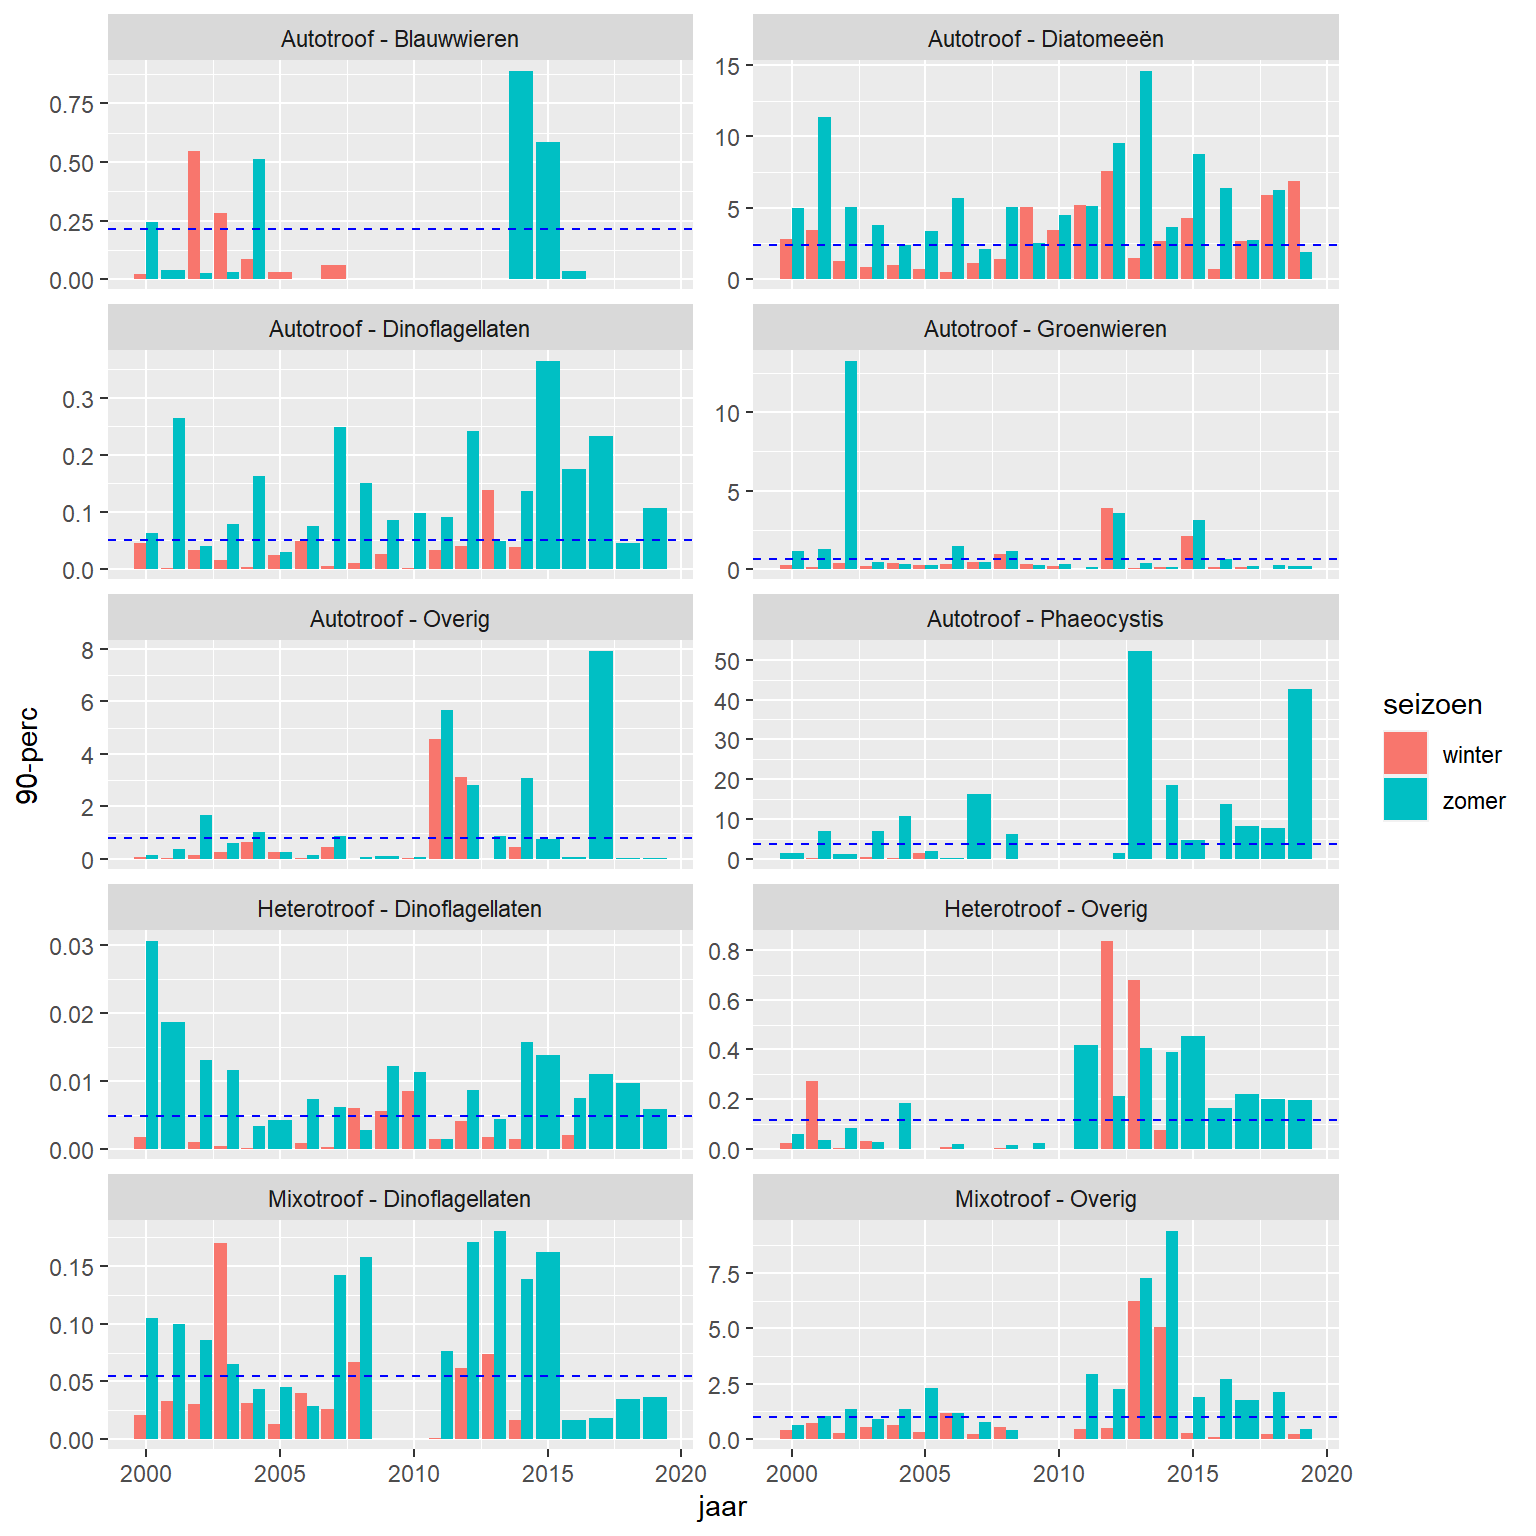 Autotroof - Blauwwieren
Autotroof - Diatomeeën
0.75
0.50
0.25
0.00
15
10
5
0
Autotroof - Dinoflagellaten
Autotroof - Groenwieren
0.3
0.2
0.1
0.0
10
5
0
Autotroof - Overig
Autotroof - Phaeocystis
8
6
4
2
0
50
40
30
20
10
0
Heterotroof - Dinoflagellaten
Heterotroof - Overig
0.03
0.02
0.01
0.00
0.8
0.6
0.4
0.2
0.0
Mixotroof - Dinoflagellaten
Mixotroof - Overig
0.15
0.10
0.05
0.00
7.5
5.0
2.5
0.0
2000 2005 2010 2015 2020
2000 2005 2010 2015 2020
jaar
90-perc
seizoen
winter
zomer